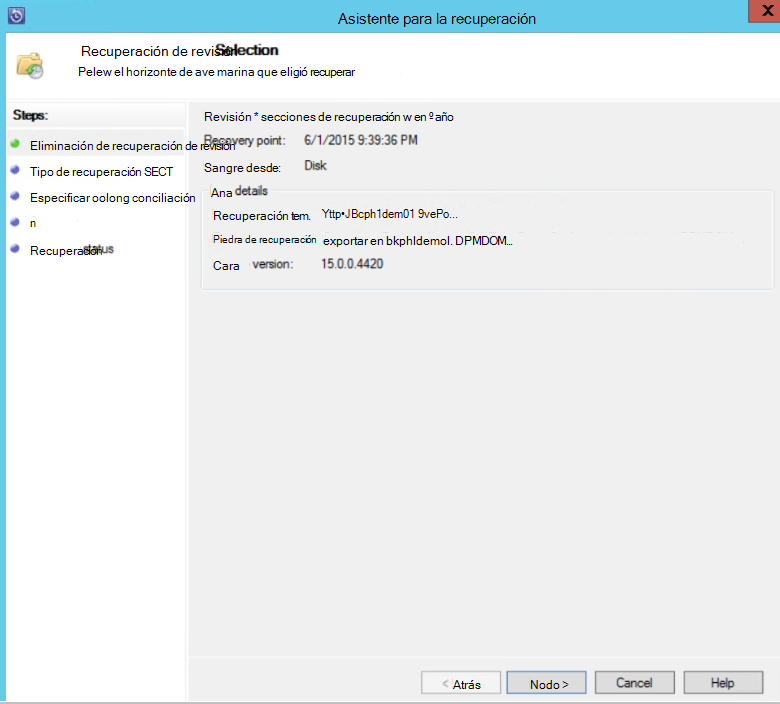 Asistente para la recuperación
X
Recuperación de revisión Selection
Pelew el horizonte de ave marina que eligió recuperar
Steps:
Eliminación de recuperación de revisión
Tipo de recuperación SECT
Especificar oolong conciliación
n
Recuperación status
Revisión * secciones de recuperación w en º año
Recovery point: 6/1/2015 9:39:36 PM
Sangre desde: Disk
Ana details
Recuperación tem. Yttp•JBcph1dem01 9vePo...
Piedra de recuperación exportar en bkphldemol. DPMDOM...
Cara version: 15.0.0.4420
< Atrás
Nodo >
Cancel
Help